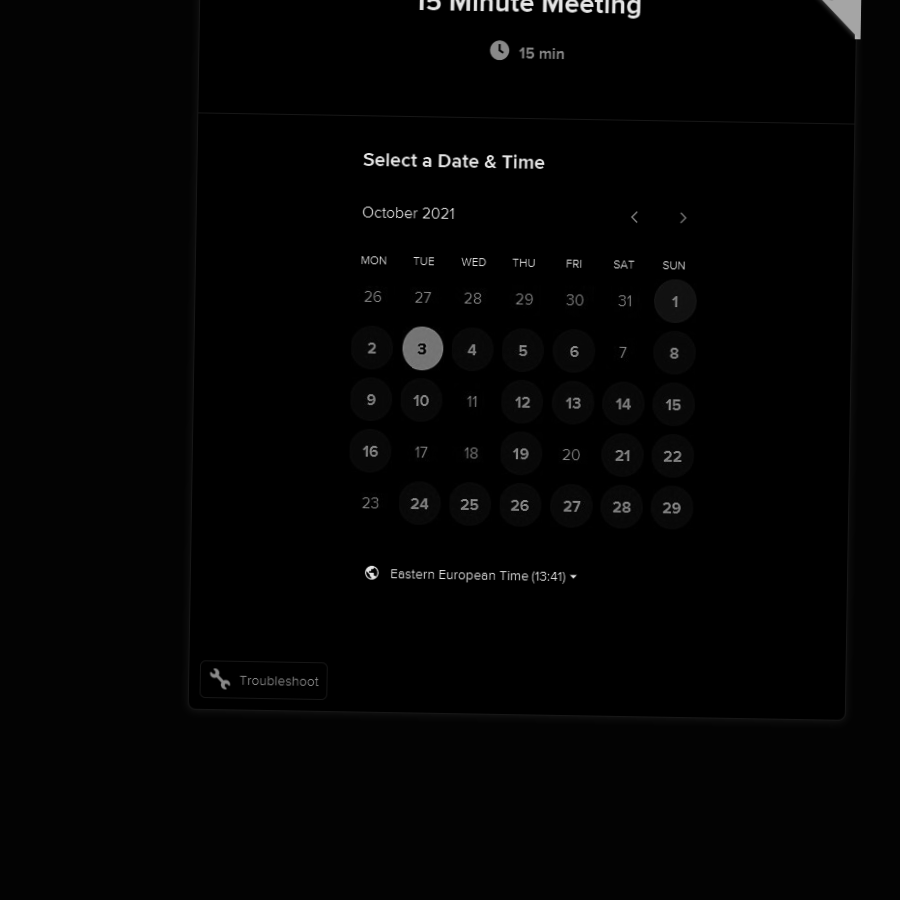 15 Minute Meeting
15 min
Select a Date & Time
October 2021
MON TUE WED THU FRI SAT SUN
26 27 28 29 30 31 1
2 3 4 5 6 7 8
9 10 11 12 13 14 15
16 17 18 19 20 21 22
23 24 25 26 27 28 29
Eastern European Time (13:41)
Troubleshoot